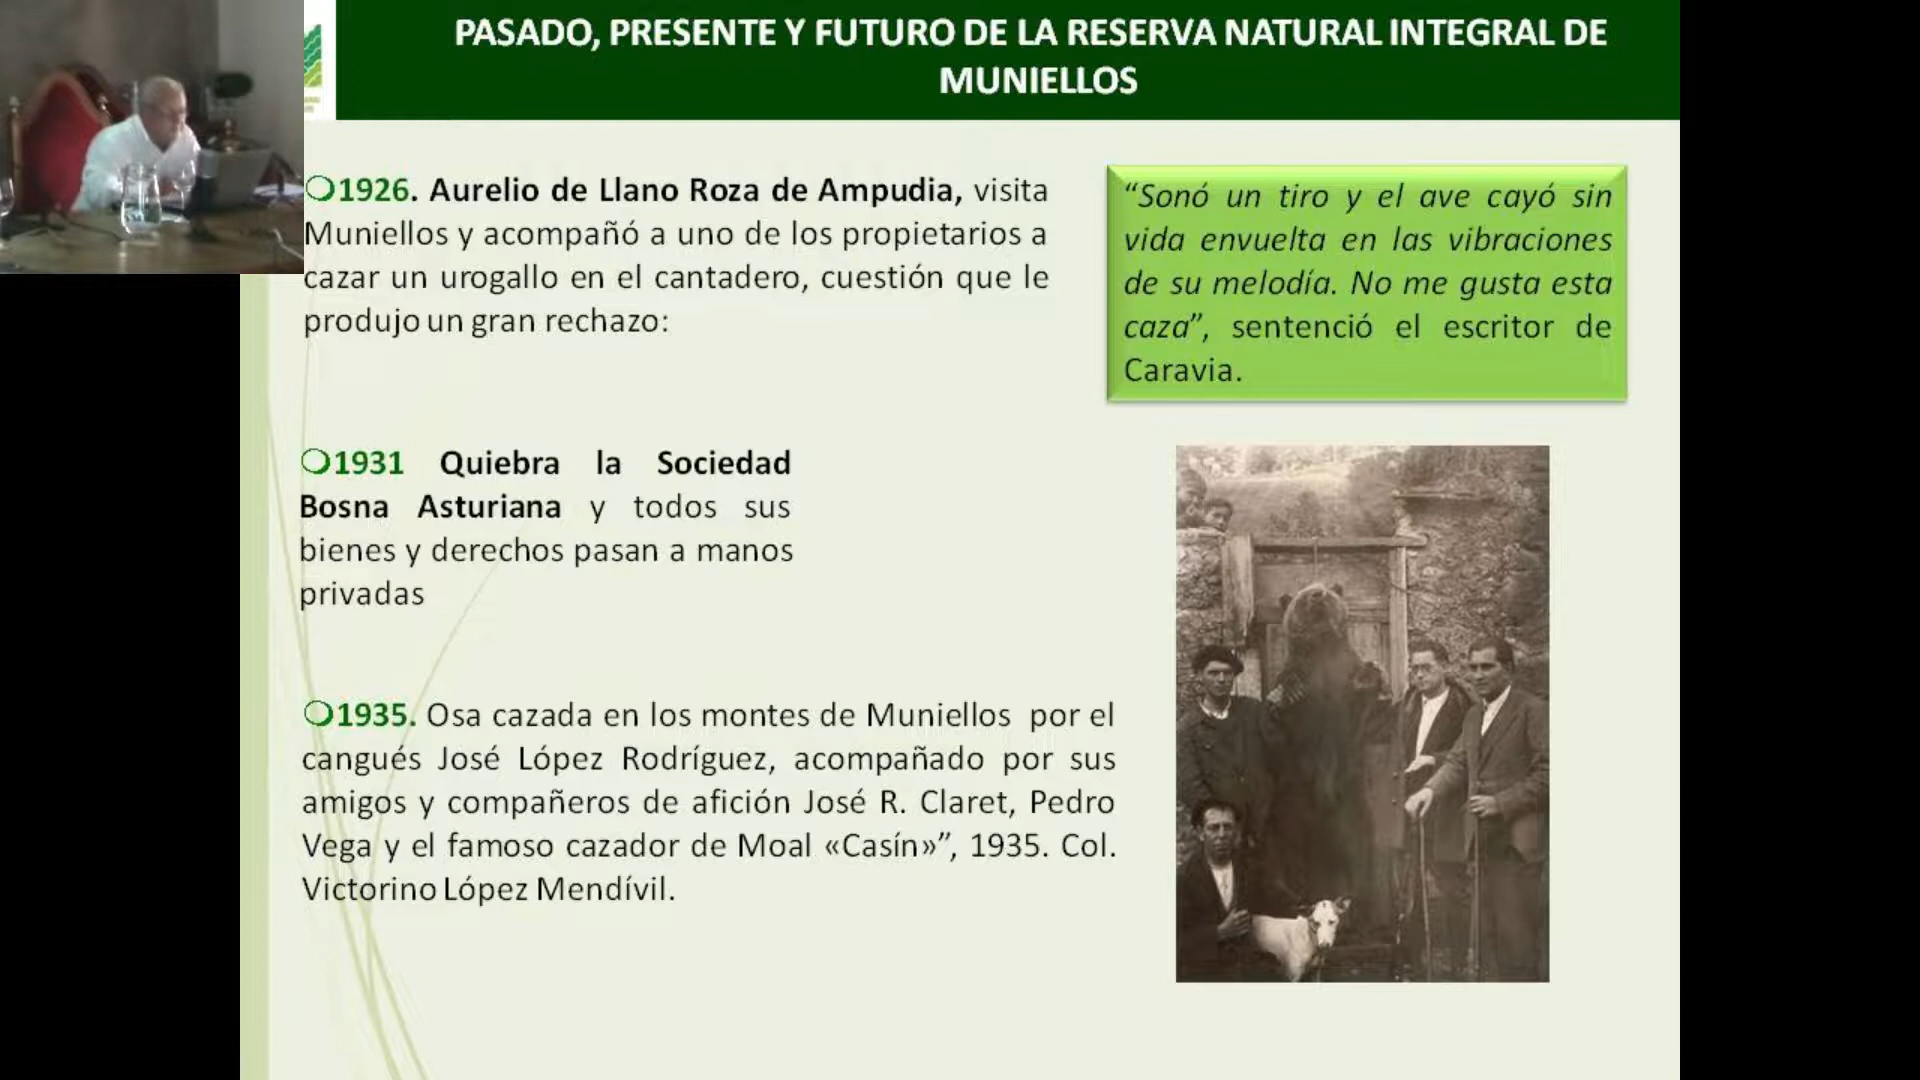 PASADO, PRESENTE Y FUTURO DE LA RESERVA NATURAL INTEGRAL DE
MUNIELLOS
1926. Aurelio de Llano Roza de Ampudia, visita
Muniellos y acompañó a uno de los propietarios a
cazar un urogallo en el cantadero, cuestión que le
produjo un gran rechazo:
“Sonó un tiro y el ave cayó sin
vida envuelta en las vibraciones
de su melodía. No me gusta esta
caza”, sentenció el escritor de
Caravia.
1931 Quiebra la Sociedad
Bosna Asturiana y todos sus
bienes y derechos pasan a manos
privadas
1935. Osa cazada en los montes de Muniellos por el
cangués José López Rodríguez, acompañado por sus
amigos y compañeros de afición José R. Claret, Pedro
Vega y el famoso cazador de Moal «Casín»”, 1935. Col.
Victorino López Mendívil.